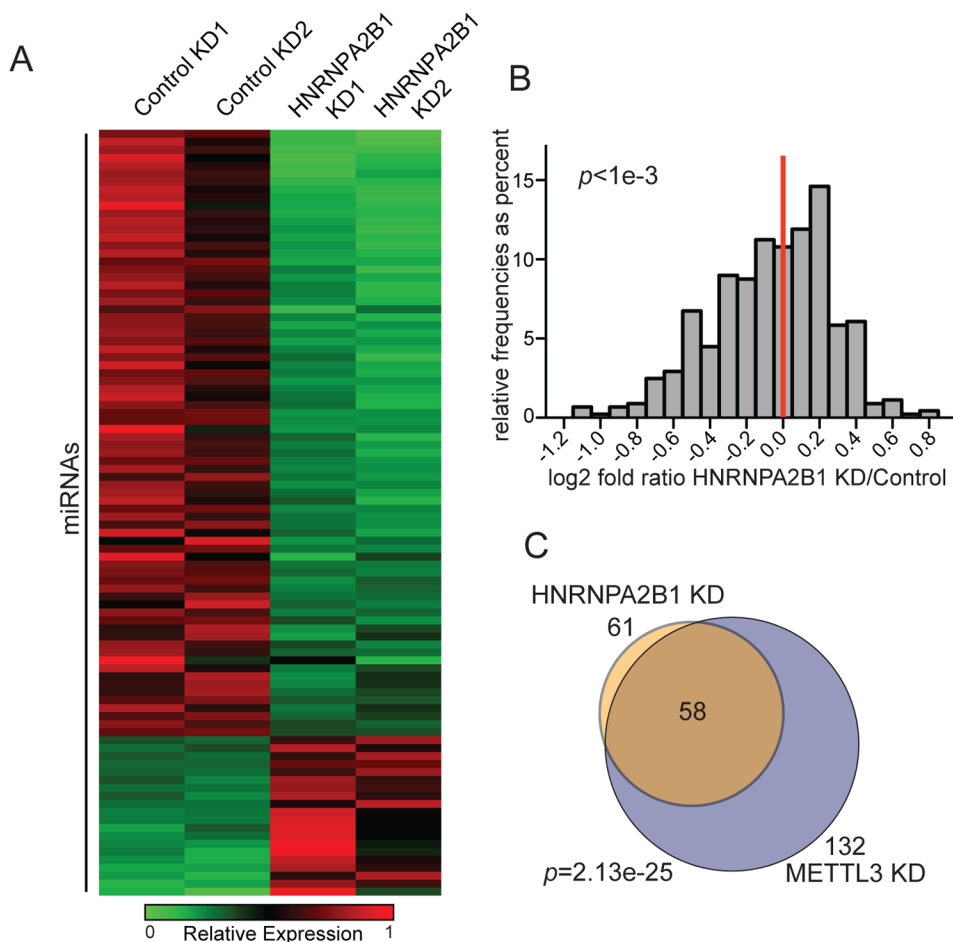 A
Control KD1
Control KD2
HNRNPA2B1
KD1
HNRNPA2B1
KD2
miRNAs
0 Relative Expression 1
B
relative frequencies as percent
p<1e-3
15
10
5
0
-1.2 -1.0 -0.8 -0.6 -0.4 -0.2 0.0 0.2 0.4 0.6 0.8
log2 fold ratio HNRNPA2B1 KD/Control
C
HNRNPA2B1 KD
61
58
132
METTL3 KD
p=2.13e-25